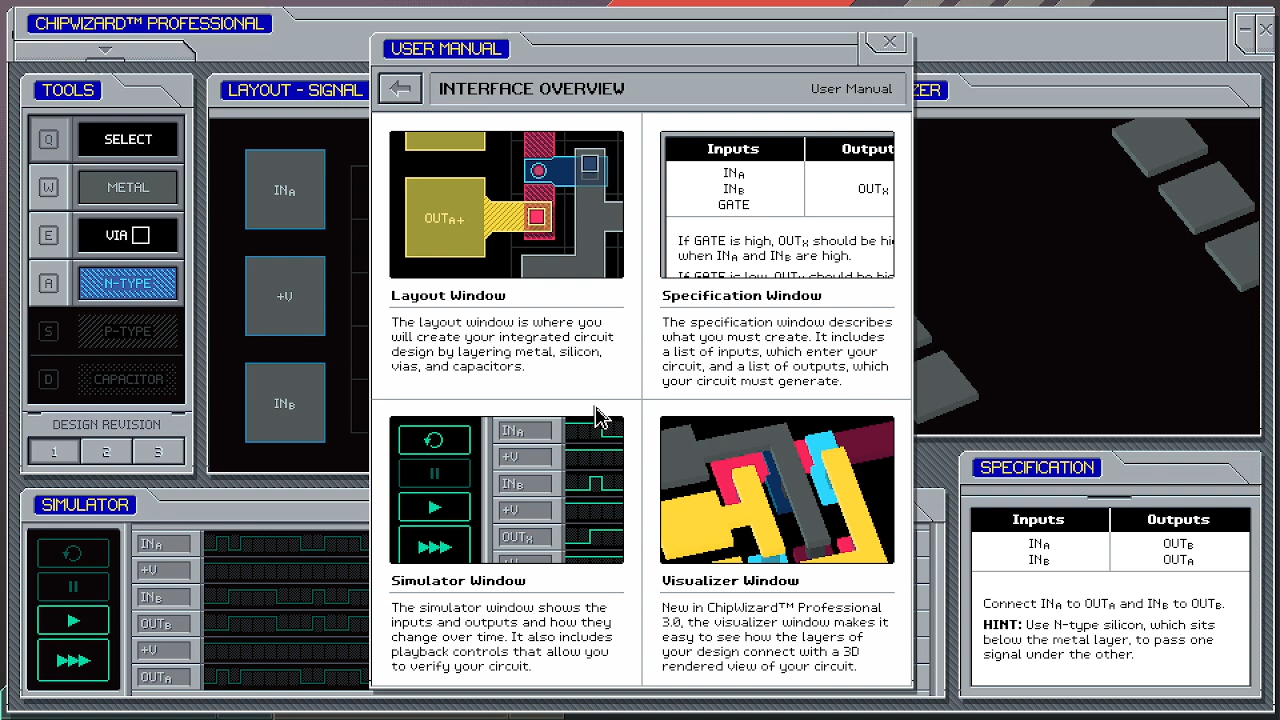 CHIPWIZARD™ PROFESSIONAL
USER MANUAL
INTERFACE OVERVIEW
User Manual
TOOLS
Q SELECT
W METAL
E VIA
A N-TYPE
S P-TYPE
D CAPACITOR
DESIGN REVISION
1 2 3
LAYOUT - SIGNAL
INA
+V
INB
OUTA+
Layout Window
The layout window is where you
will create your integrated circuit
design by layering metal, silicon,
vias, and capacitors.
Inputs
INA
INB
GATE
OUTX
If GATE is high, OUTX should be
when INA and INB are high.
If GATE is low, OUTX should be
Specification Window
The specification window describes
what you must create. It includes
a list of inputs, which enter your
circuit, and a list of outputs, which
your circuit must generate.
INA
+V
INB
+V
OUTX
Simulator Window
The simulator window shows the
inputs and outputs and how they
change over time. It also includes
playback controls that allow you
to verify your circuit.
Visualizer Window
New in ChipWizard™ Professional
3.0, the visualizer window makes it
easy to see how the layers of
your design connect with a 3D
rendered view of your circuit.
SIMULATOR
INA
+V
INB
OUTB
+V
OUTA
SPECIFICATION
Inputs Outputs
INA OUTB
INB OUTA
Connect INA to OUTA and INB to OUTB.
HINT: Use N-type silicon, which sits
below the metal layer, to pass one
signal under the other.